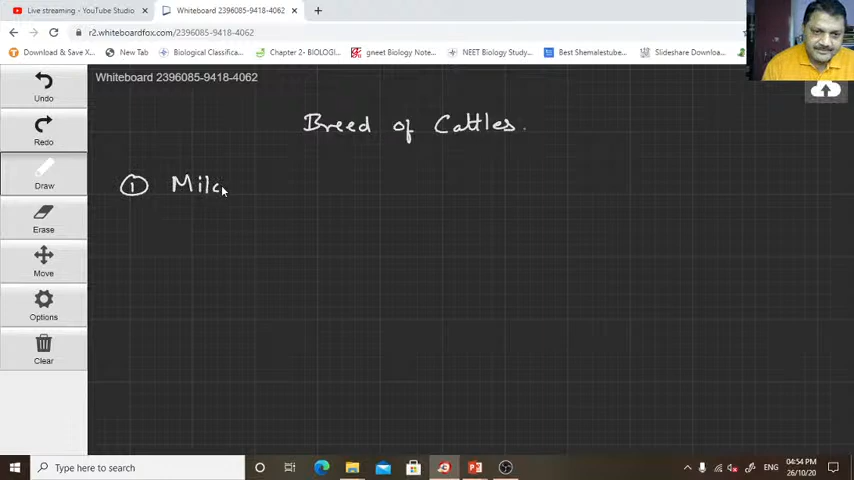 Live streaming - YouTube Studio
Whiteboard 2396085-9418-4062
r2.whiteboardfox.com/2396085-9418-4062
Download & Save X...
New Tab
Biological Classifica...
Chapter 2- BIOLOGI...
gneet Biology Note...
NEET Biology Study...
Best Shemalestube...
Slideshare Downloa...
Whiteboard 2396085-9418-4062
Undo
Redo
Draw
Erase
Move
Options
Clear
Breed of Cattles.
① Milc
Type here to search
ENG
04:54 PM
26/10/20